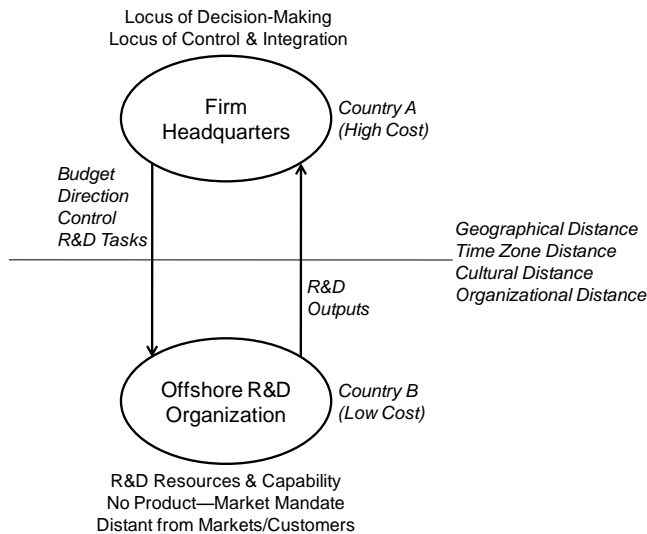 Locus of Decision-Making
Locus of Control & Integration
Firm
Headquarters
Country A
(High Cost)
Budget
Direction
Control
R&D Tasks
Geographical Distance
Time Zone Distance
Cultural Distance
Organizational Distance
R&D
Outputs
Offshore R&D
Organization
Country B
(Low Cost)
R&D Resources & Capability
No Product—Market Mandate
Distant from Markets/Customers